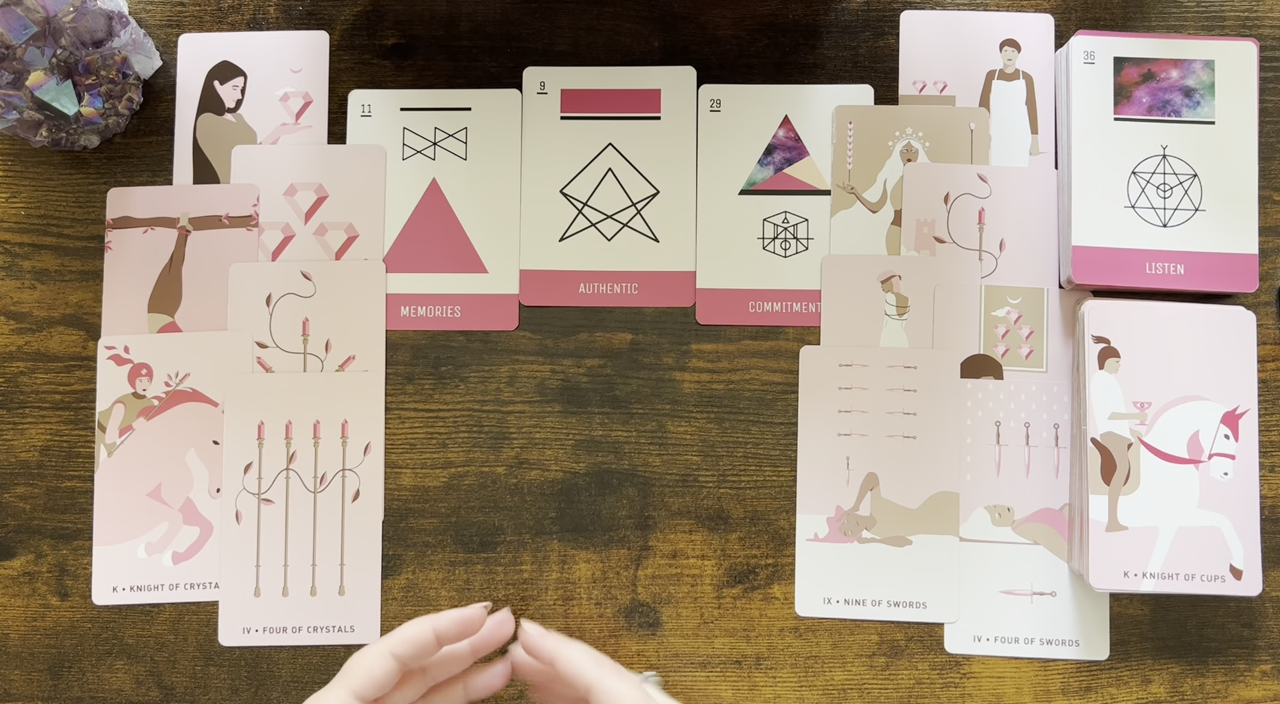 11
MEMORIES
9
AUTHENTIC
29
COMMITMENT
36
LISTEN
K • KNIGHT OF CRYSTA
IV • FOUR OF CRYSTALS
IX • NINE OF SWORDS
IV • FOUR OF SWORDS
K • KNIGHT OF CUPS